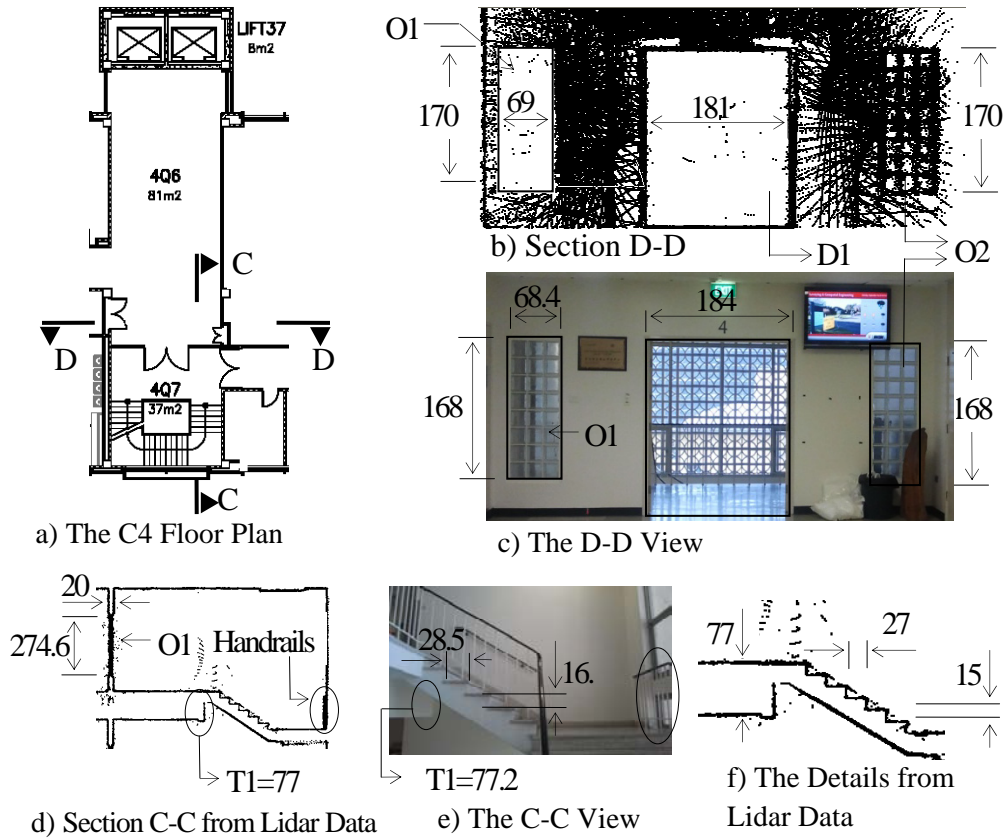 LIFT37
8m2
4Q6
81m2
C
D
D
4Q7
37m2
C
a) The C4 Floor Plan
O1
170
69
181
170
b) Section D-D
D1
O2
68.4
184
4
168
O1
168
c) The D-D View
20
274.6
O1
Handrails
T1=77
d) Section C-C from Lidar Data
28.5
16.
T1=77.2
e) The C-C View
77
27
15
f) The Details from
Lidar Data